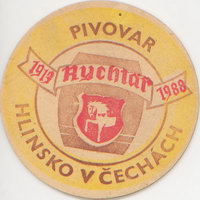 PIVOVAR
1913 Rychtář 1988
HLINSKO V ČECHÁCH